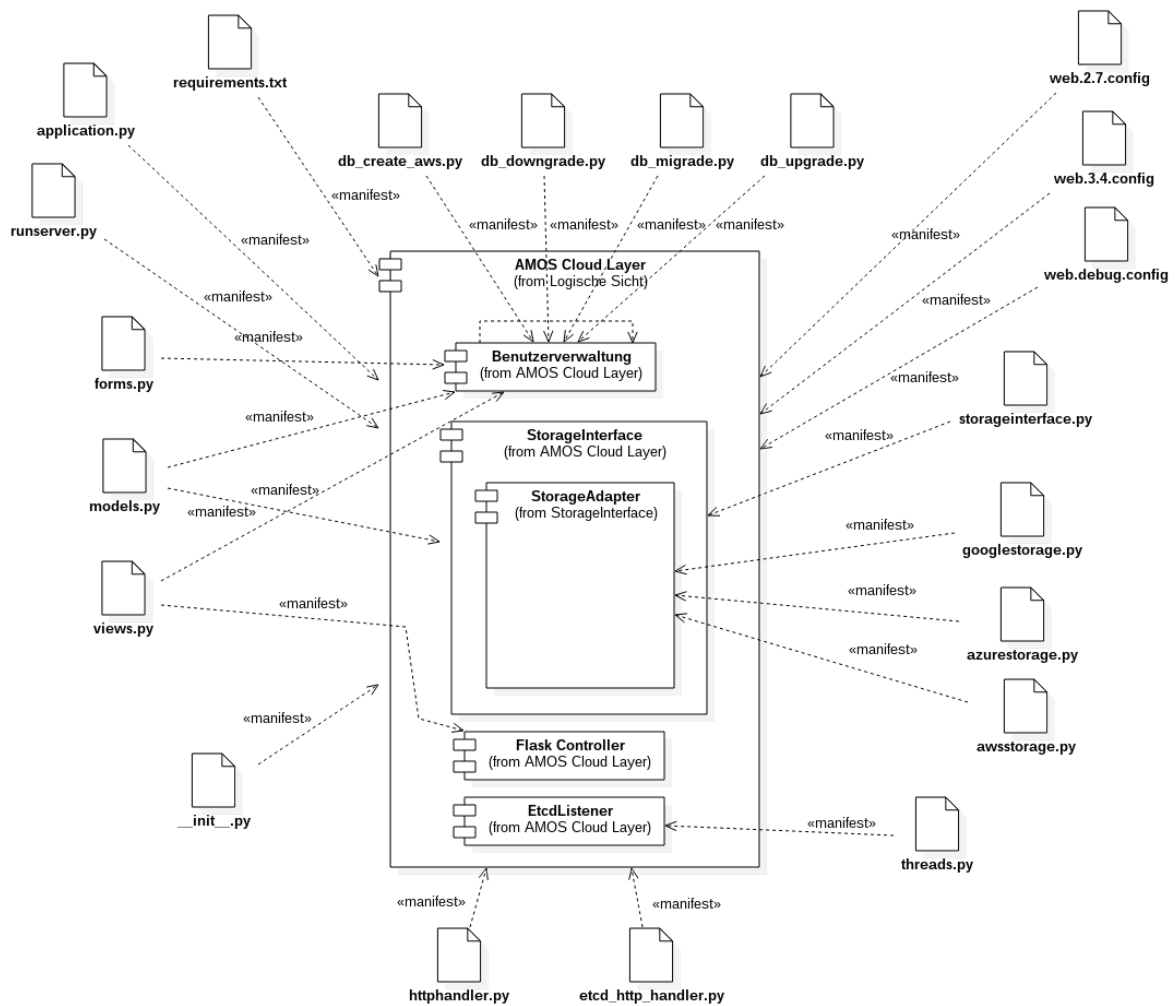 requirements.txt
web.2.7.config
application.py
db_create_aws.py
db_downgrade.py
db_migrade.py
db_upgrade.py
web.3.4.config
runserver.py
web.debug.config
«manifest»
«manifest»
«manifest»
«manifest»
«manifest»
«manifest»
«manifest»
AMOS Cloud Layer
(from Logische Sicht)
«manifest»
«manifest»
«manifest»
Benutzerverwaltung
(from AMOS Cloud Layer)
forms.py
«manifest»
storageinterface.py
StorageInterface
(from AMOS Cloud Layer)
«manifest»
«manifest»
StorageAdapter
(from StorageInterface)
models.py
«manifest»
«manifest»
googlestorage.py
«manifest»
«manifest»
views.py
azurestorage.py
«manifest»
«manifest»
awsstorage.py
Flask Controller
(from AMOS Cloud Layer)
__init__.py
EtcdListener
(from AMOS Cloud Layer)
«manifest»
threads.py
«manifest»
«manifest»
httphandler.py
etcd_http_handler.py